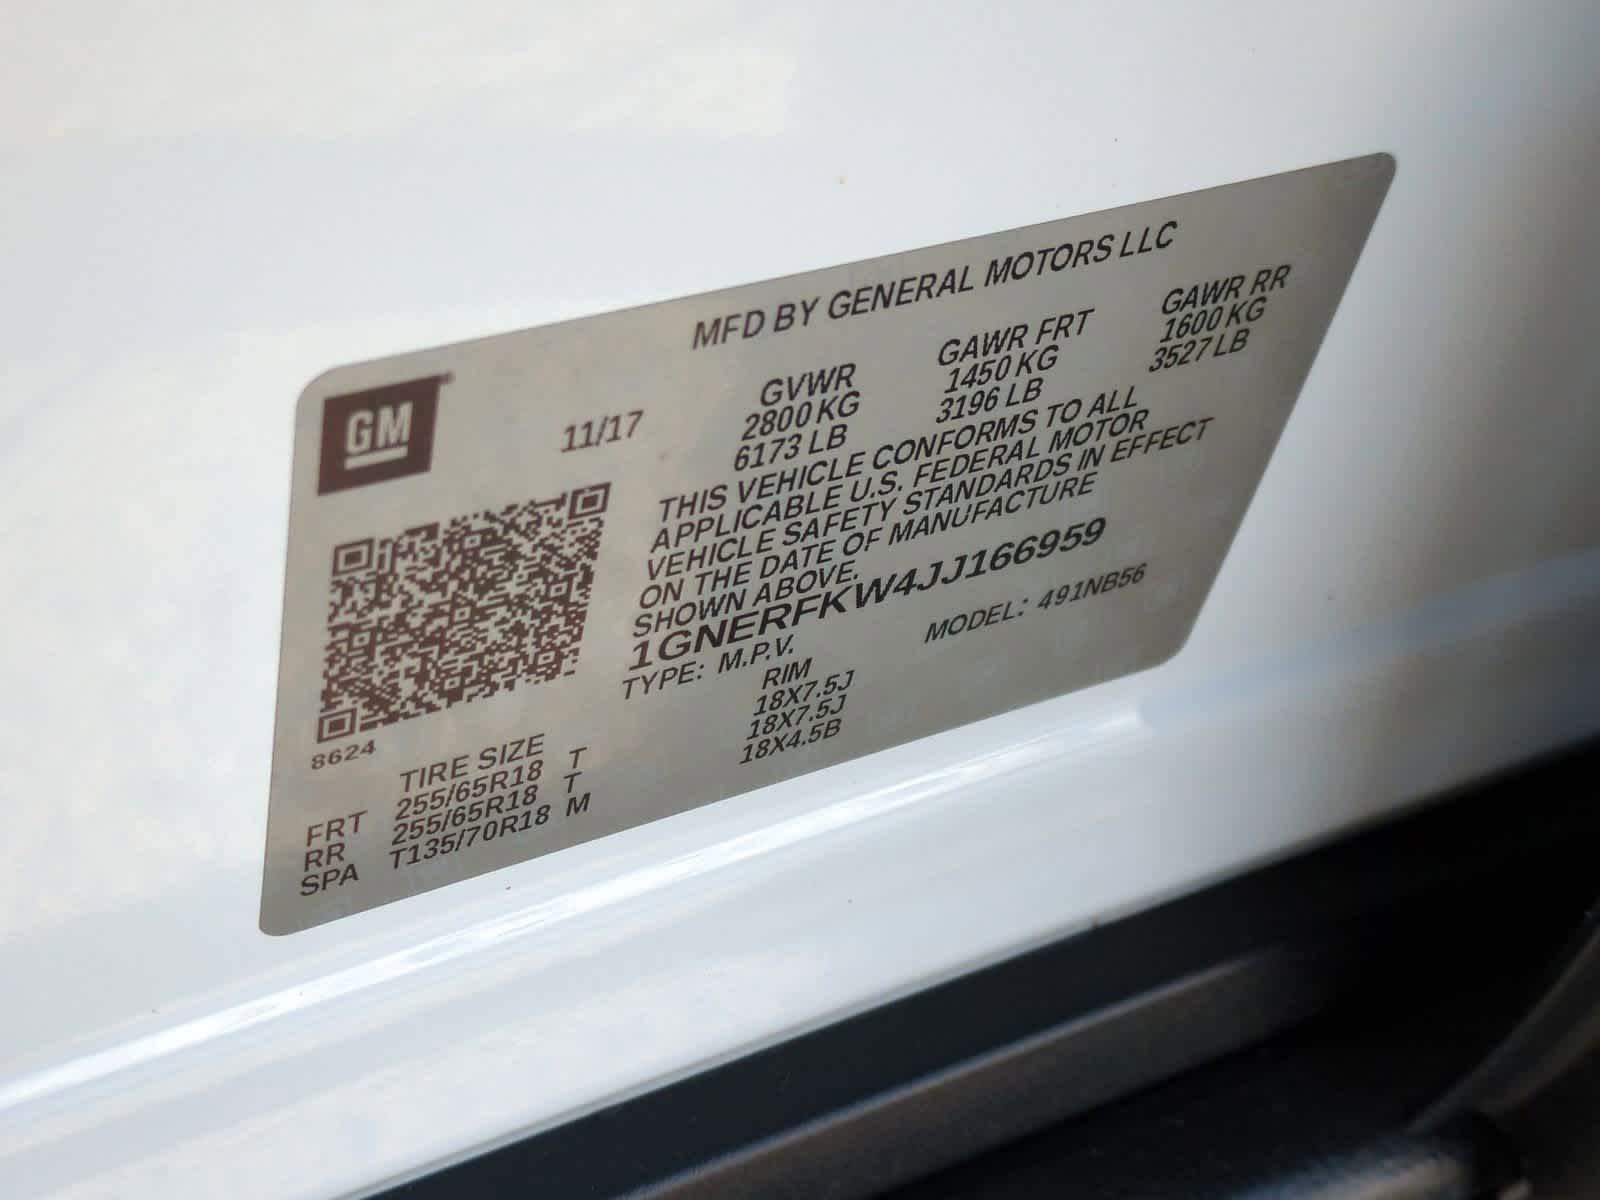 MFD BY GENERAL MOTORS LLC
GM
11/17
GVWR GAWR FRT GAWR RR
2800 KG 1450 KG 1600 KG
6173 LB 3196 LB 3527 LB
THIS VEHICLE CONFORMS TO ALL
APPLICABLE U.S. FEDERAL MOTOR
VEHICLE SAFETY STANDARDS IN EFFECT
ON THE DATE OF MANUFACTURE
SHOWN ABOVE.
1GNERFKW4JJ166959
TYPE: M.P.V. MODEL: 491NB56
8624
TIRE SIZE RIM
FRT 255/65R18 T 18X7.5J
RR 255/65R18 T 18X7.5J
SPA T135/70R18 M 18X4.5B